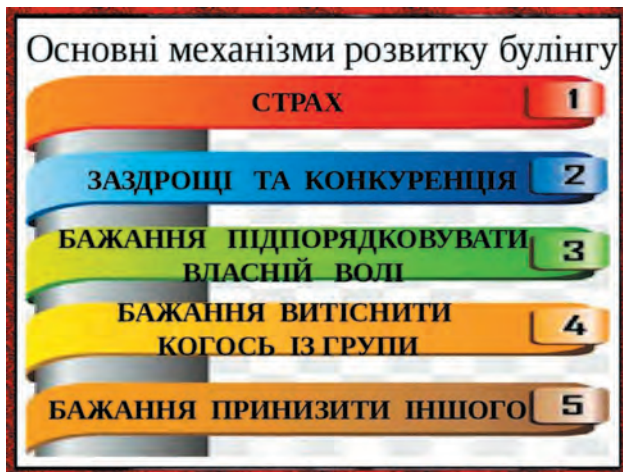 Основні механізми розвитку булінгу
СТРАХ 1
ЗАЗДРОЩІ ТА КОНКУРЕНЦІЯ 2
БАЖАННЯ ПІДПОРЯДКОВУВАТИ
ВЛАСНІЙ ВОЛІ 3
БАЖАННЯ ВИТІСНИТИ
КОГОСЬ ІЗ ГРУПИ 4
БАЖАННЯ ПРИНИЗИТИ ІНШОГО 5